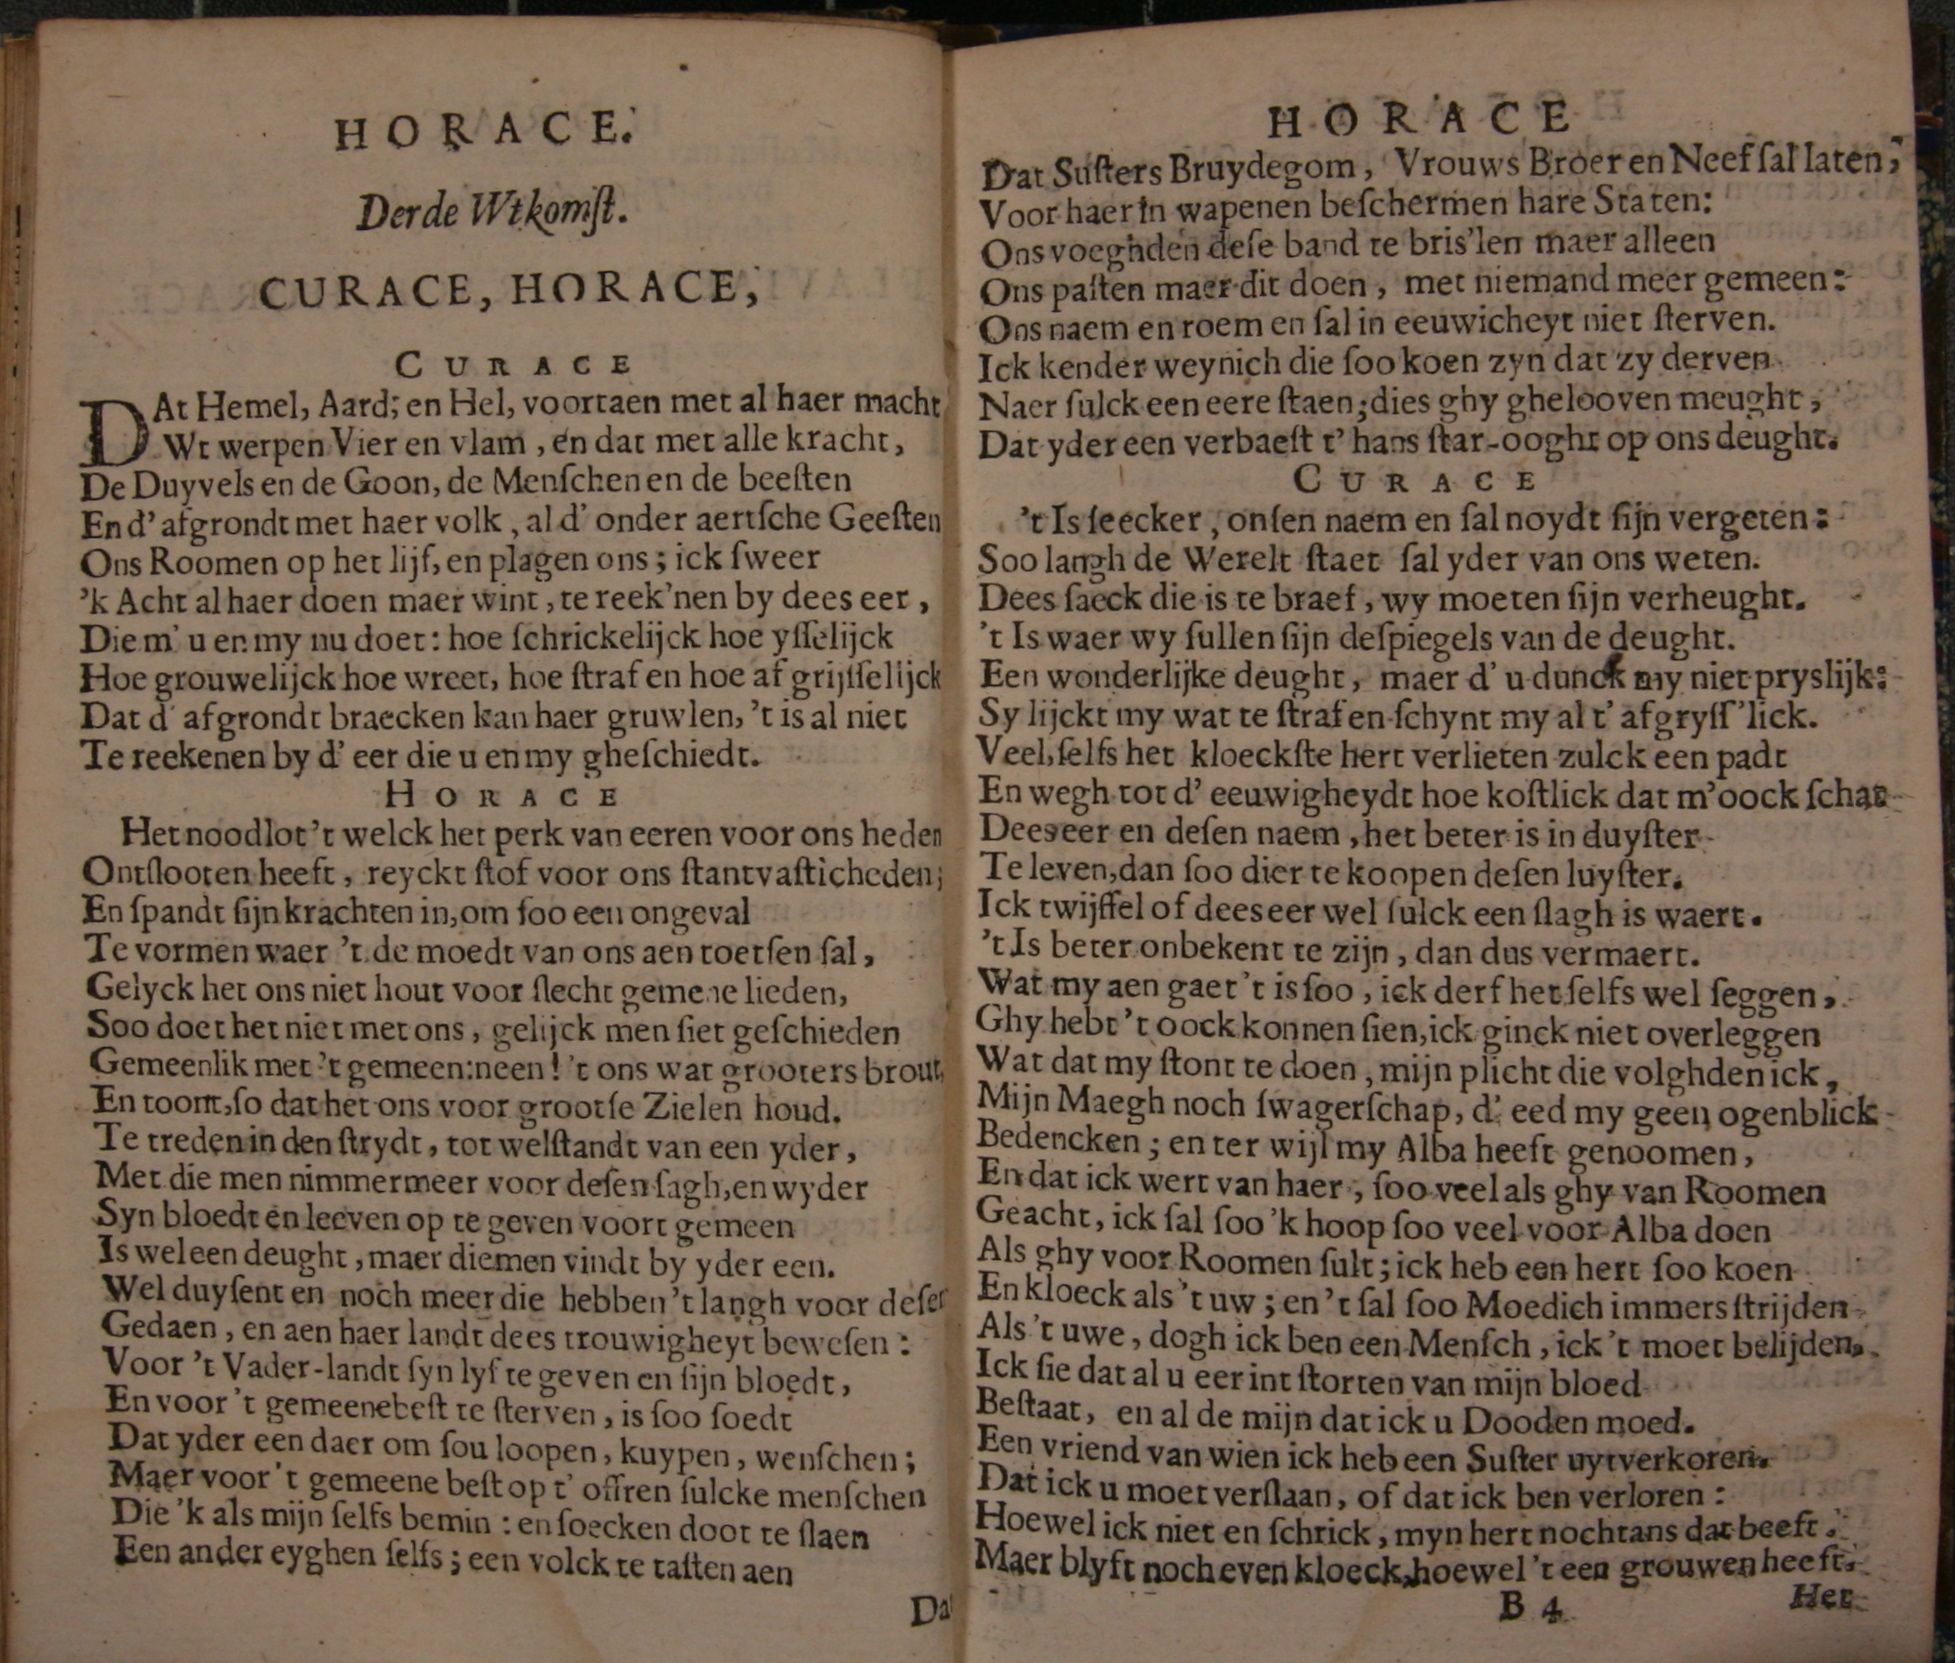 HORACE.
Derde Wtkomſt.
CURACE, HORACE,
CURACE
DAt Hemel, Aard; en Hel, voortaen met al haer macht
Wt werpen Vier en vlam, en dat met alle kracht,
De Duyvels en de Goon, de Menſchen en de beeſten
En d' afgrondt met haer volk, al d' onder aertſche Geeſten
Ons Roomen op het lijf, en plagen ons; ick ſweer
'k Acht al haer doen maer wint, te reek'nen by dees eer,
Die m' u en my nu doet: hoe ſchrickelijck hoe yſſelijck
Hoe grouwelijck hoe wreet, hoe ſtraf en hoe af grijſſelijck
Dat d' afgrondt braecken kan haer gruwlen, 't is al niet
Te reekenen by d' eer die u en my gheſchiedt.
HORACE
Het noodlot 't welck het perk van eeren voor ons heden
Ontſlooten heeft, reyckt ſtof voor ons ſtantvaſticheden;
En ſpandt ſijn krachten in, om ſoo een ongeval
Te vormen waer 't de moedt van ons aen toetſen ſal,
Gelyck het ons niet hout voor ſlecht gemene lieden,
Soo doet het niet met ons, gelijck men ſiet geſchieden
Gemeenlik met 't gemeen: neen! 't ons wat grooters brout,
En toont, ſo dat het ons voor grootſe Zielen houd.
Te treden in den ſtrydt, tot welſtandt van een yder,
Met die men nimmermeer voor deſen ſagh, en wyder
Syn bloedt en leeven op te geven voort gemeen
Is wel een deught, maer die men vindt by yder een.
Wel duyſent en noch meer die hebben 't langh voor deſen
Gedaen, en aen haer landt dees trouwigheyt beweſen:
Voor 't Vader-landt ſyn lyf te geven en ſijn bloedt,
En voor 't gemeenebeſt te ſterven, is ſoo ſoedt
Dat yder een daer om ſou loopen, kuypen, wenſchen;
Maer voor 't gemeene beſt op t' offren ſulcke menſchen
Die 'k als mijn ſelfs bemin: en ſoecken doot te ſlaen
Een ander eyghen ſelfs; een volck te taſten aen
Dat
HORACE
Dat Suſters Bruydegom, Vrouws Broer en Neef ſal laten,
Voor haer in wapenen beſchermen hare Staten:
Ons voeghden deſe band te bris'len maer alleen
Ons paſten maer dit doen, met niemand meer gemeen:
Ons naem en roem en ſal in eeuwicheyt niet ſterven.
Ick kender weynich die ſoo koen zyn dat zy derven
Naer ſulck een eere ſtaen; dies ghy ghelooven meught,
Dat yder een verbaeſt t' hans ſtar-ooght op ons deught.
CURACE
't Is ſeecker, onſen naem en ſal noydt ſijn vergeten:
Soo langh de Werelt ſtaet ſal yder van ons weten.
Dees ſaeck die is te braef, wy moeten ſijn verheught.
't Is waer wy ſullen ſijn deſpiegels van de deught.
Een wonderlijke deught, maer d' u dunck my niet pryslijk:
Sy lijckt my wat te ſtraf en ſchynt my al t' afgryſſ'lick.
Veel, ſelfs het kloeckſte hert verlieten zulck een padt
En wegh tot d' eeuwigheydt hoe koſtlick dat m'oock ſchat
Dees eer en deſen naem, het beter is in duyſter
Te leven, dan ſoo dier te koopen deſen luyſter.
Ick twijffel of dees eer wel ſulck een ſlagh is waert.
't Is beter onbekent te zijn, dan dus vermaert.
Wat my aen gaet 't is ſoo, ick derf het ſelfs wel ſeggen,
Ghy hebt 't oock konnen ſien, ick ginck niet overleggen
Wat dat my ſtont te doen, mijn plicht die volghden ick,
Mijn Maegh noch ſwagerſchap, d' eed my geen ogenblick
Bedencken; en ter wijl my Alba heeft genoomen,
En dat ick wert van haer, ſoo veel als ghy van Roomen
Geacht, ick ſal ſoo 'k hoop ſoo veel voor Alba doen
Als ghy voor Roomen ſult; ick heb een hert ſoo koen
En kloeck als 't uw; en 't ſal ſoo Moedich immers ſtrijden
Als 't uwe, dogh ick ben een Menſch, ick 't moet belijden,
Ick ſie dat al u eer int ſtorten van mijn bloed
Beſtaat, en al de mijn dat ick u Dooden moed.
Een vriend van wien ick heb een Suſter uytverkoren.
Dat ick u moet verſlaan, of dat ick ben verloren:
Hoewel ick niet en ſchrick, myn hert nochtans dat beeft.
Maer blyft noch even kloeck, hoewel 't een grouwen heeft.
B 4
Het